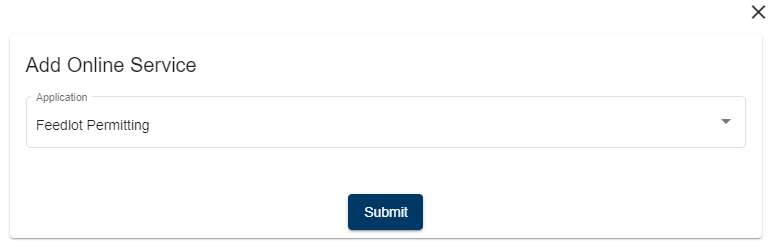 Add Online Service
Application
Feedlot Permitting
Submit